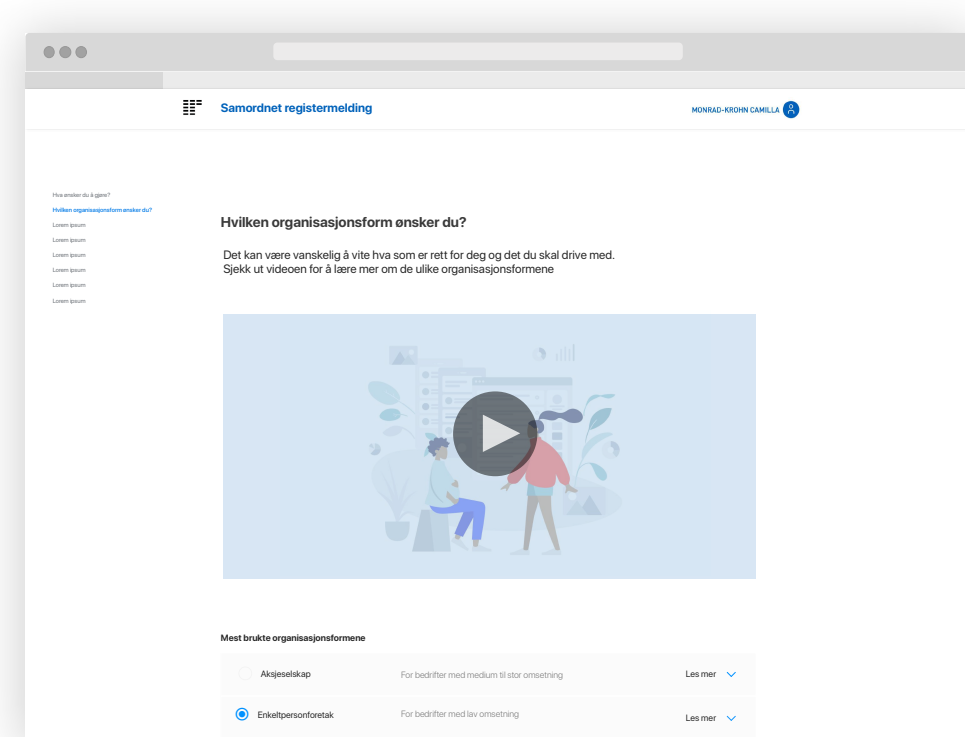 Samordnet registermelding
MONRAD-KROHN CAMILLA
Hva ønsker du å gjøre?
Hvilken organisasjonsform ønsker du?
Lorem ipsum
Lorem ipsum
Lorem ipsum
Lorem ipsum
Lorem ipsum
Lorem ipsum
Hvilken organisasjonsform ønsker du?
Det kan være vanskelig å vite hva som er rett for deg og det du skal drive med.
Sjekk ut videoen for å lære mer om de ulike organisasjonsformene
Mest brukte organisasjonsformene
Aksjeselskap For bedrifter med medium til stor omsetning Les mer
Enkeltpersonforetak For bedrifter med lav omsetning Les mer